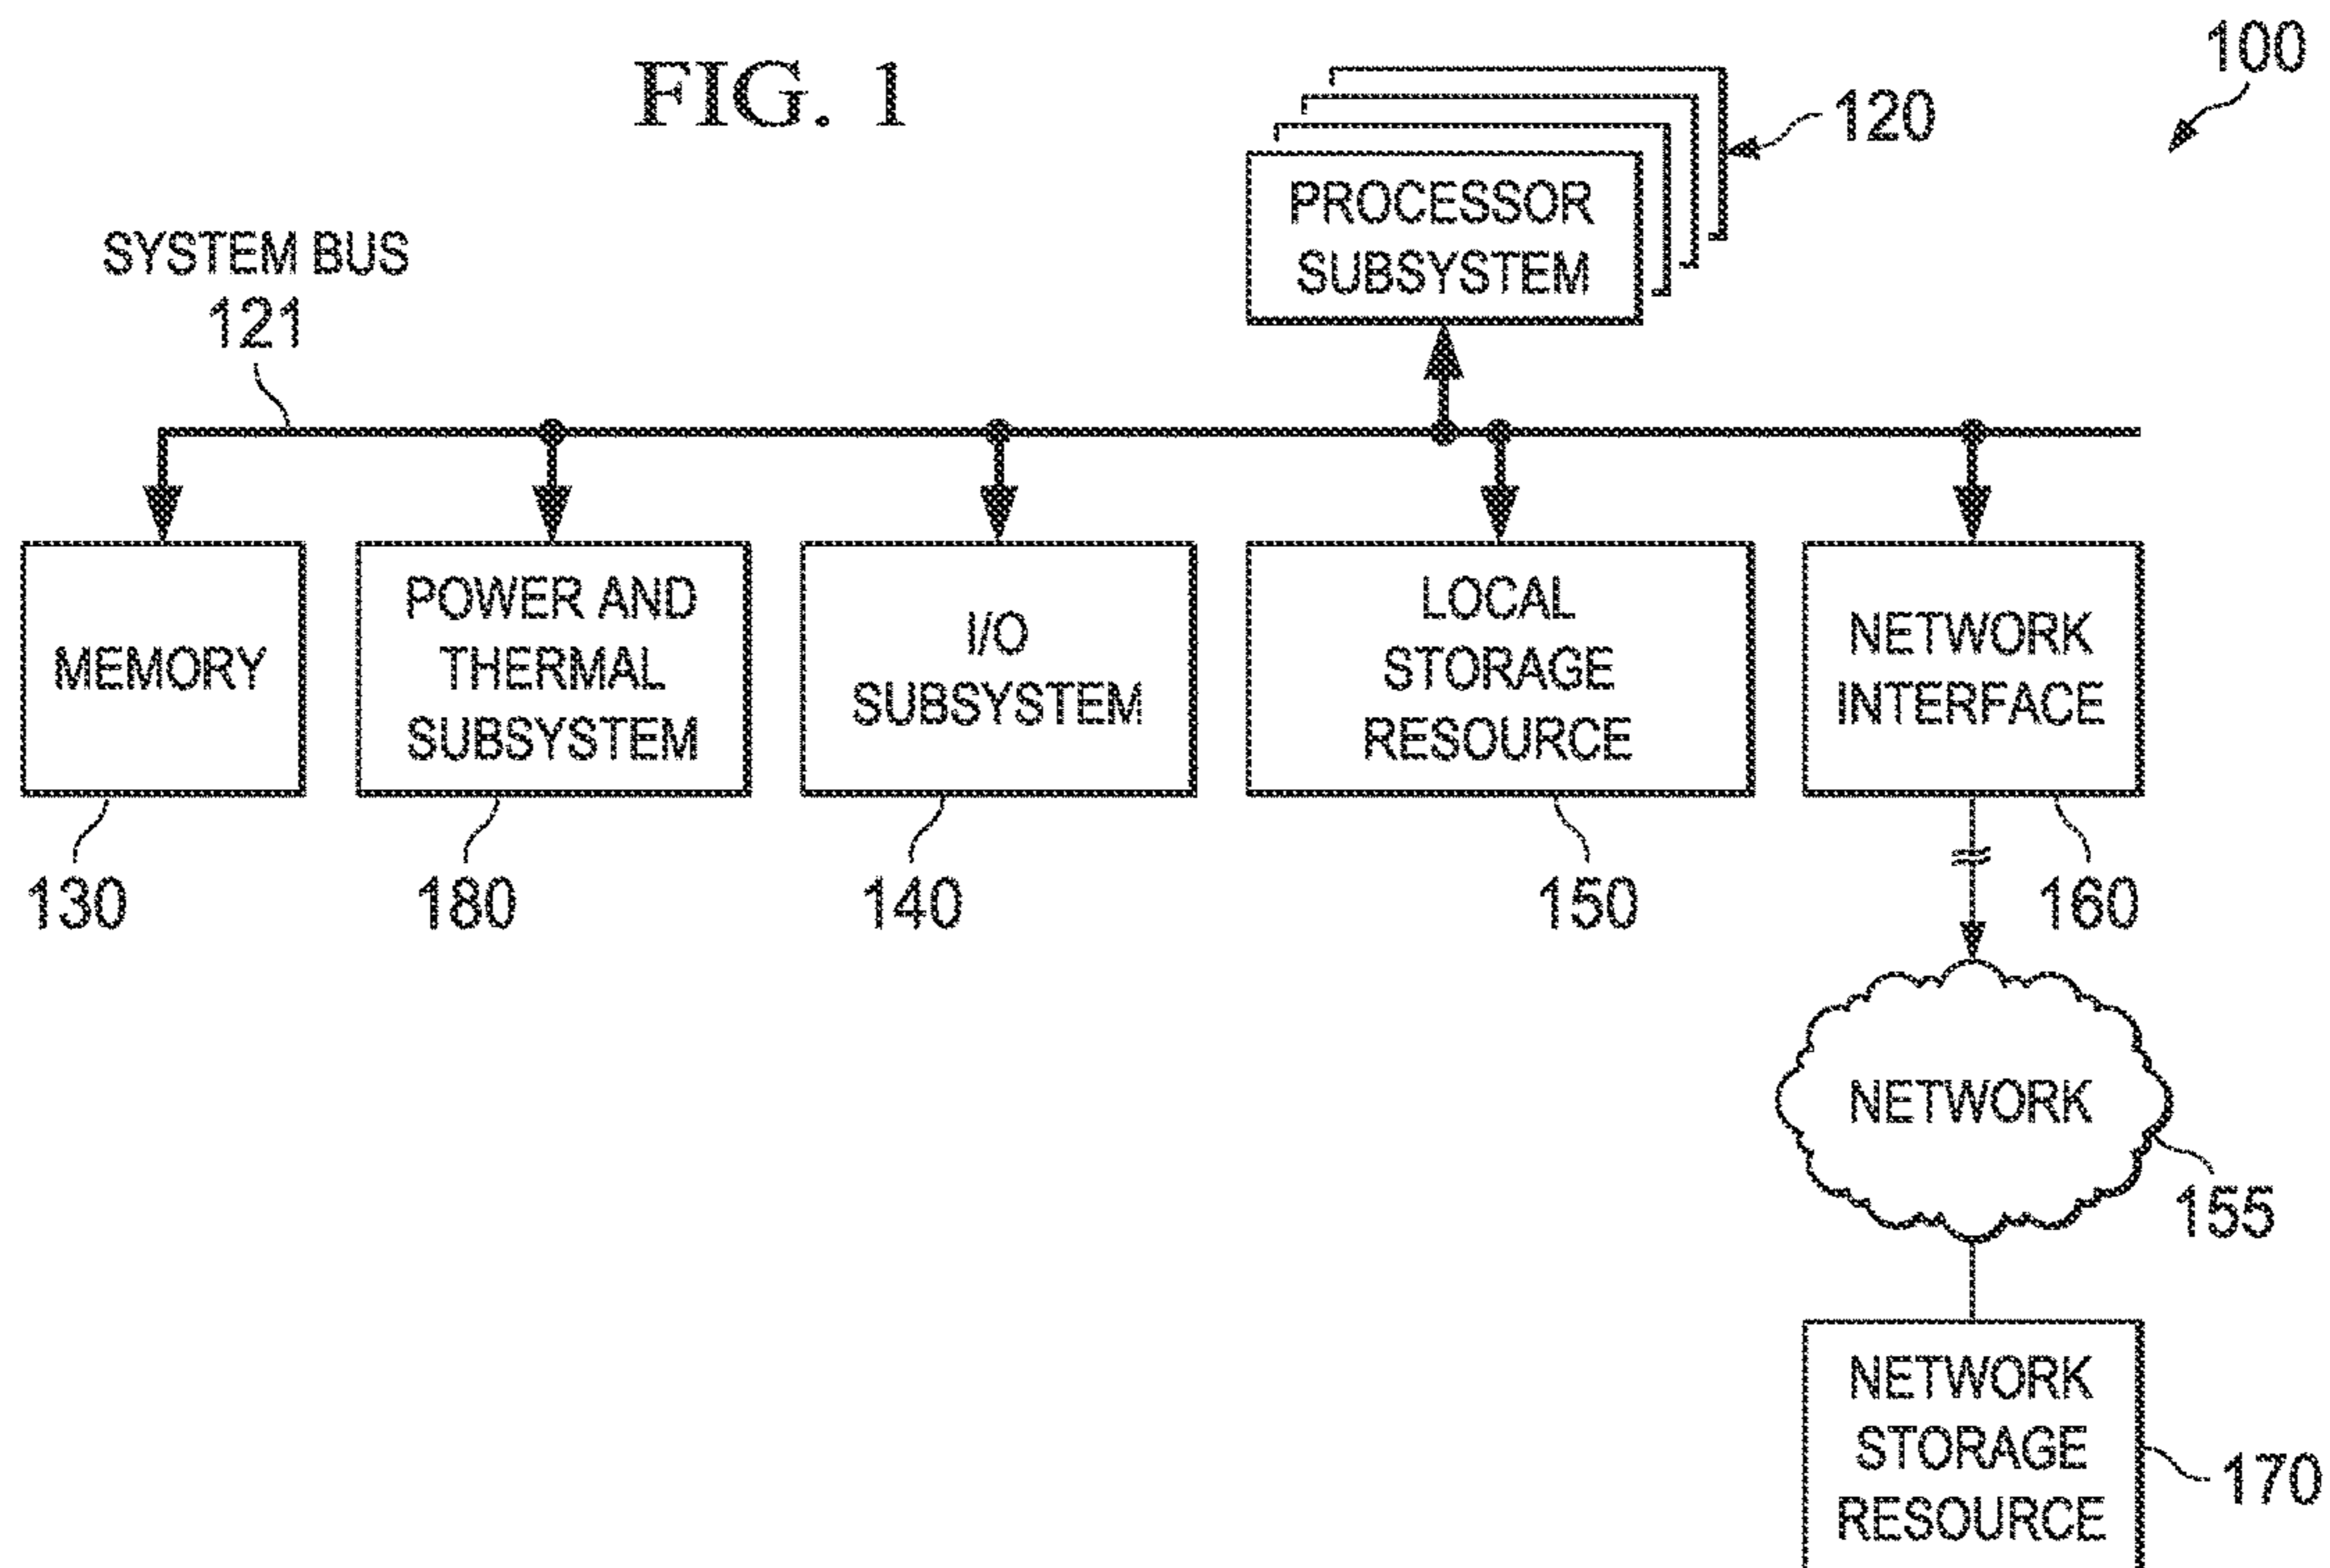 FIG. 1
100
120
PROCESSOR
SUBSYSTEM
SYSTEM BUS
121
MEMORY
POWER AND
THERMAL
SUBSYSTEM
I/O
SUBSYSTEM
LOCAL
STORAGE
RESOURCE
NETWORK
INTERFACE
130
180
140
150
160
NETWORK
155
NETWORK
STORAGE
RESOURCE
170